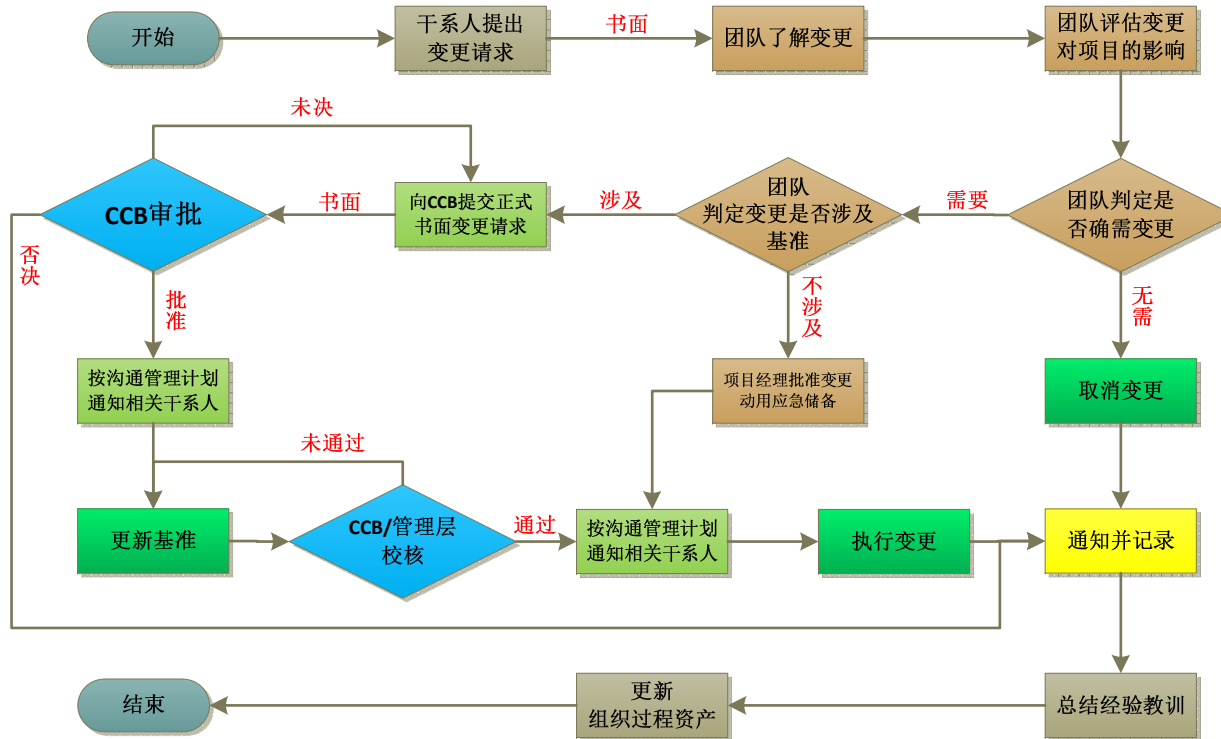 开始
干系人提出
变更请求
书面
团队了解变更
团队评估变更
对项目的影响
未决
CCB审批
书面
向CCB提交正式
书面变更请求
涉及
团队
判定变更是否涉及
基准
需要
团队判定是
否确需变更
否决
批准
不涉及
无需
按沟通管理计划
通知相关干系人
项目经理批准变更
动用应急储备
取消变更
未通过
更新基准
CCB/管理层
校核
通过
按沟通管理计划
通知相关干系人
执行变更
通知并记录
结束
更新
组织过程资产
总结经验教训